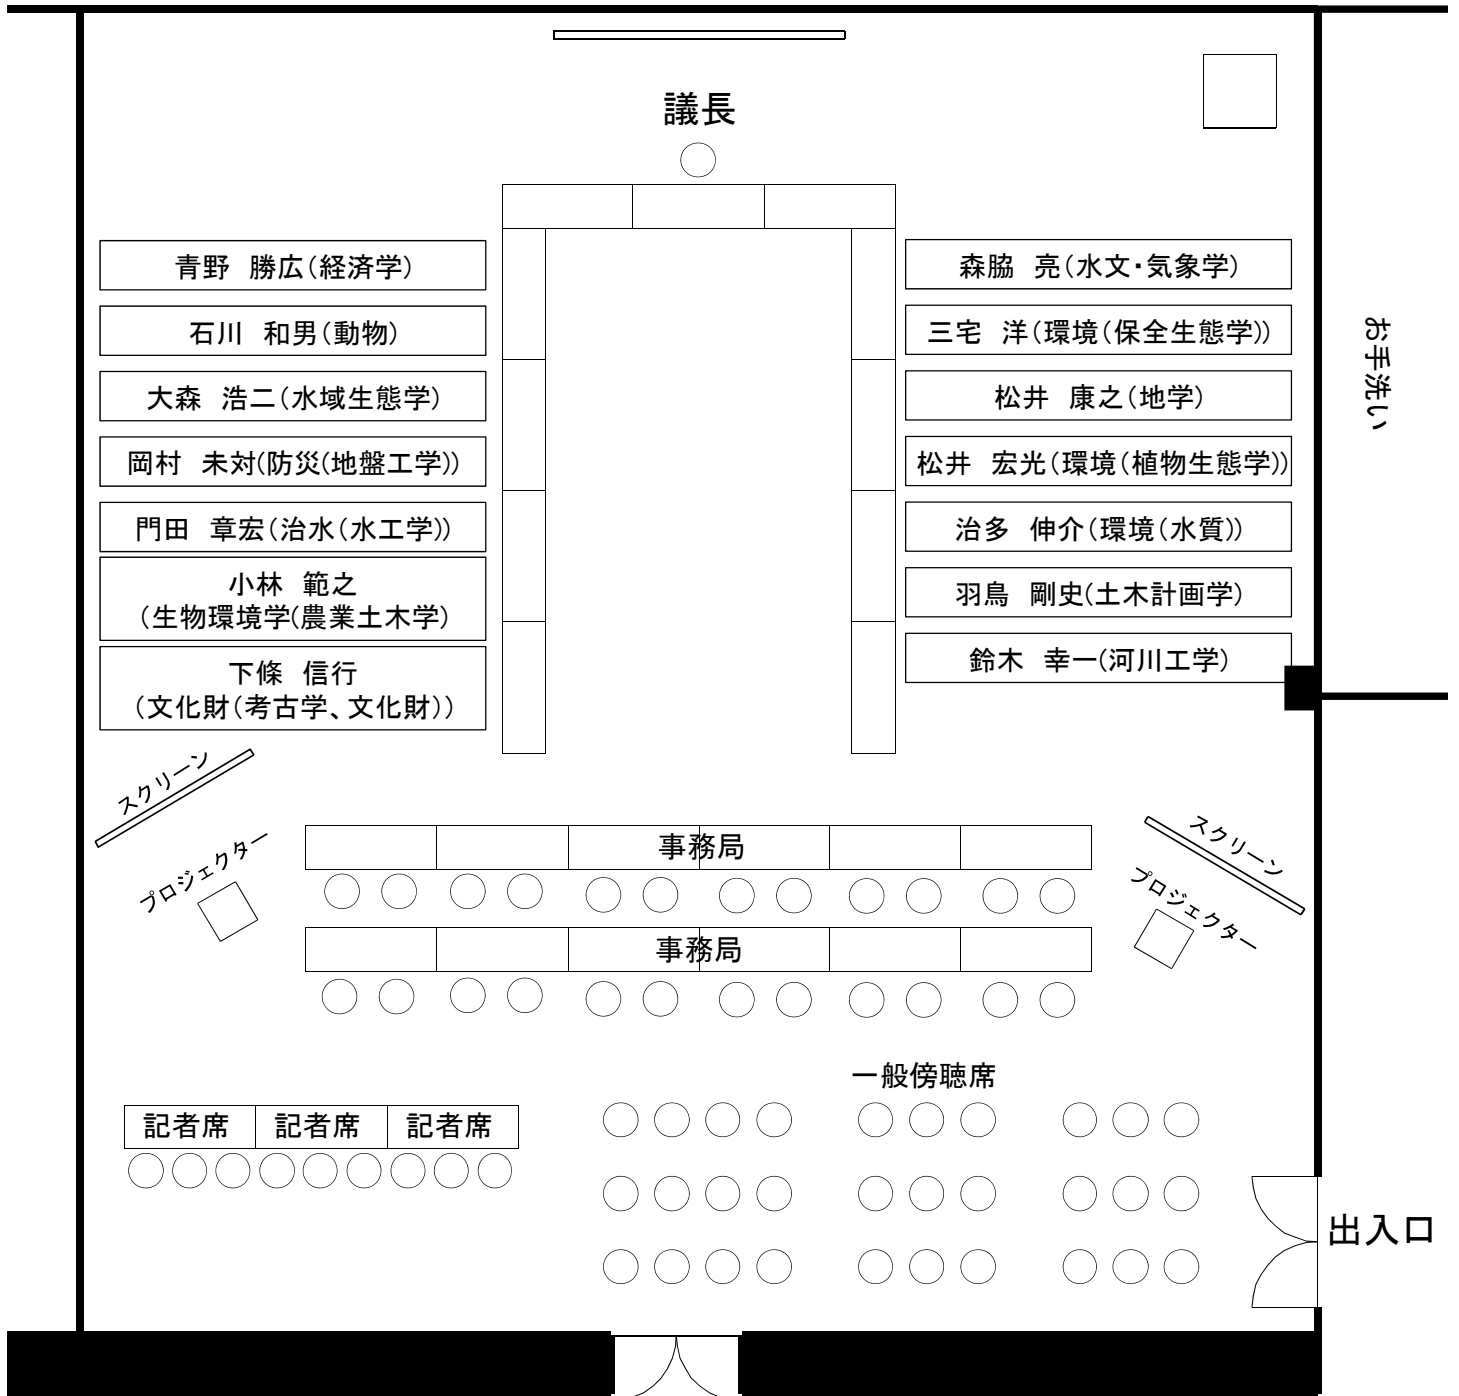 議長
青野　勝広（経済学）
石川　和男（動物）
大森　浩二（水域生態学）
岡村　未対(防災(地盤工学))
門田　章宏（治水（水工学））
小林　範之
（生物環境学(農業土木学）
下條　信行
（文化財（考古学、文化財））
森脇　亮（水文・気象学）
三宅　洋（環境（保全生態学））
松井　康之（地学）
松井　宏光（環境（植物生態学））
治多　伸介（環境（水質））
羽鳥　剛史(土木計画学）
鈴木　幸一(河川工学）
お手洗い
スクリーン
プロジェクター
事務局
事務局
スクリーン
プロジェクター
一般傍聴席
記者席 記者席 記者席
出入口